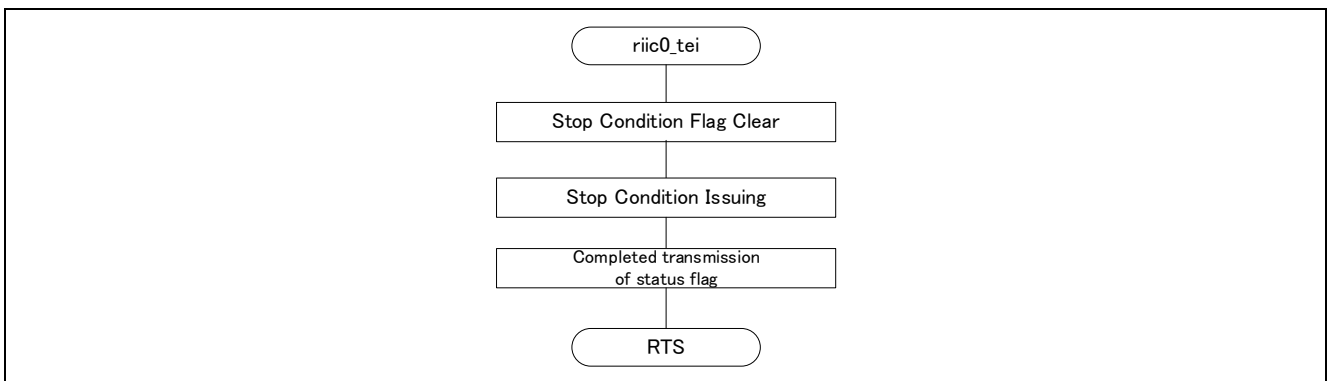 riic0_tei
Stop Condition Flag Clear
Stop Condition Issuing
Completed transmission
of status flag
RTS